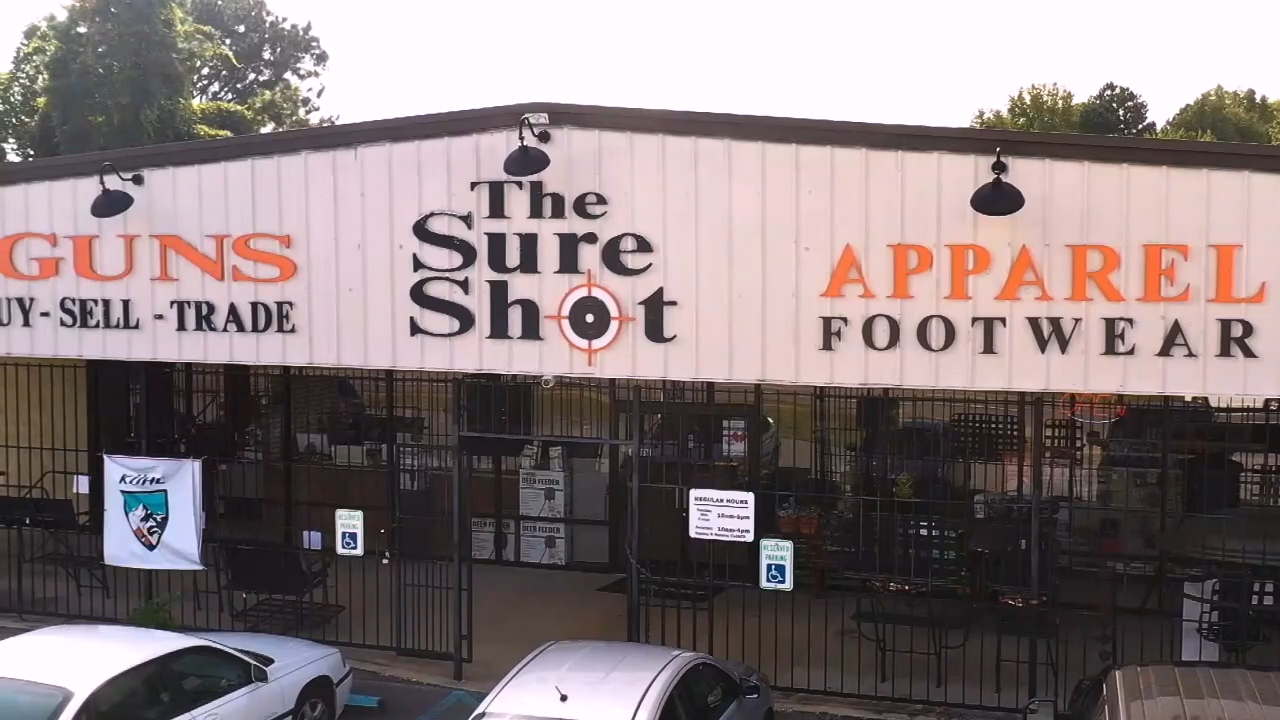 The
Sure
Shot
GUNS
UY - SELL - TRADE
APPAREL
FOOTWEAR
KÜHL
DEER FEEDER
DEER FEEDER
DEER FEEDER
REGULAR HOURS
10am-6pm
10am-4pm
RESERVED
PARKING
RESERVED
PARKING